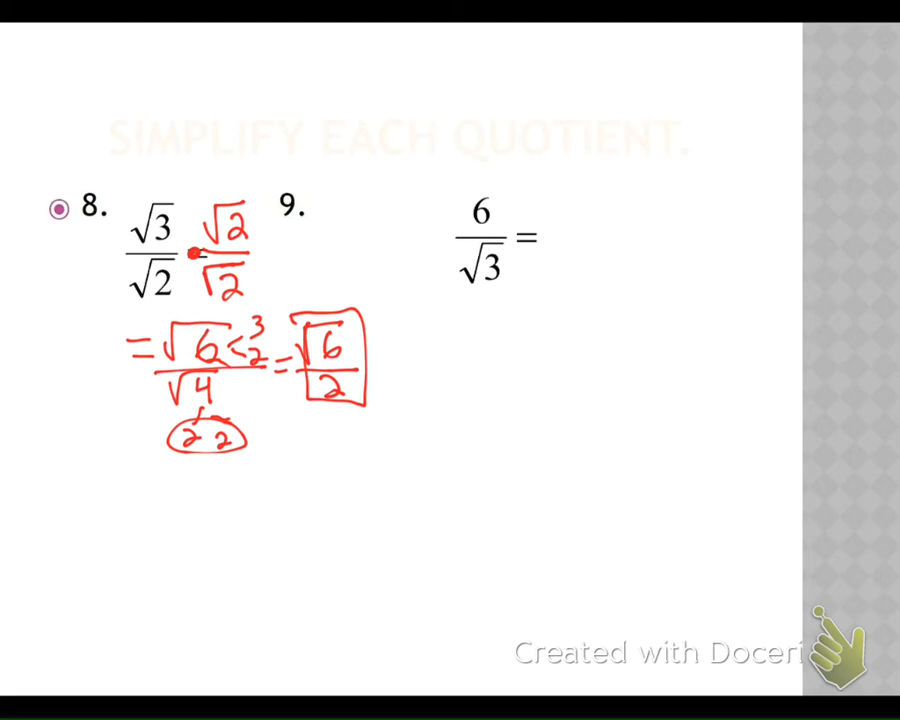 SIMPLIFY EACH QUOTIENT.
8. √3/√2 • √2/√2
= √6 < 3 2 / √4 = √6/2
2 2
9. 6/√3 =
Created with Doceri